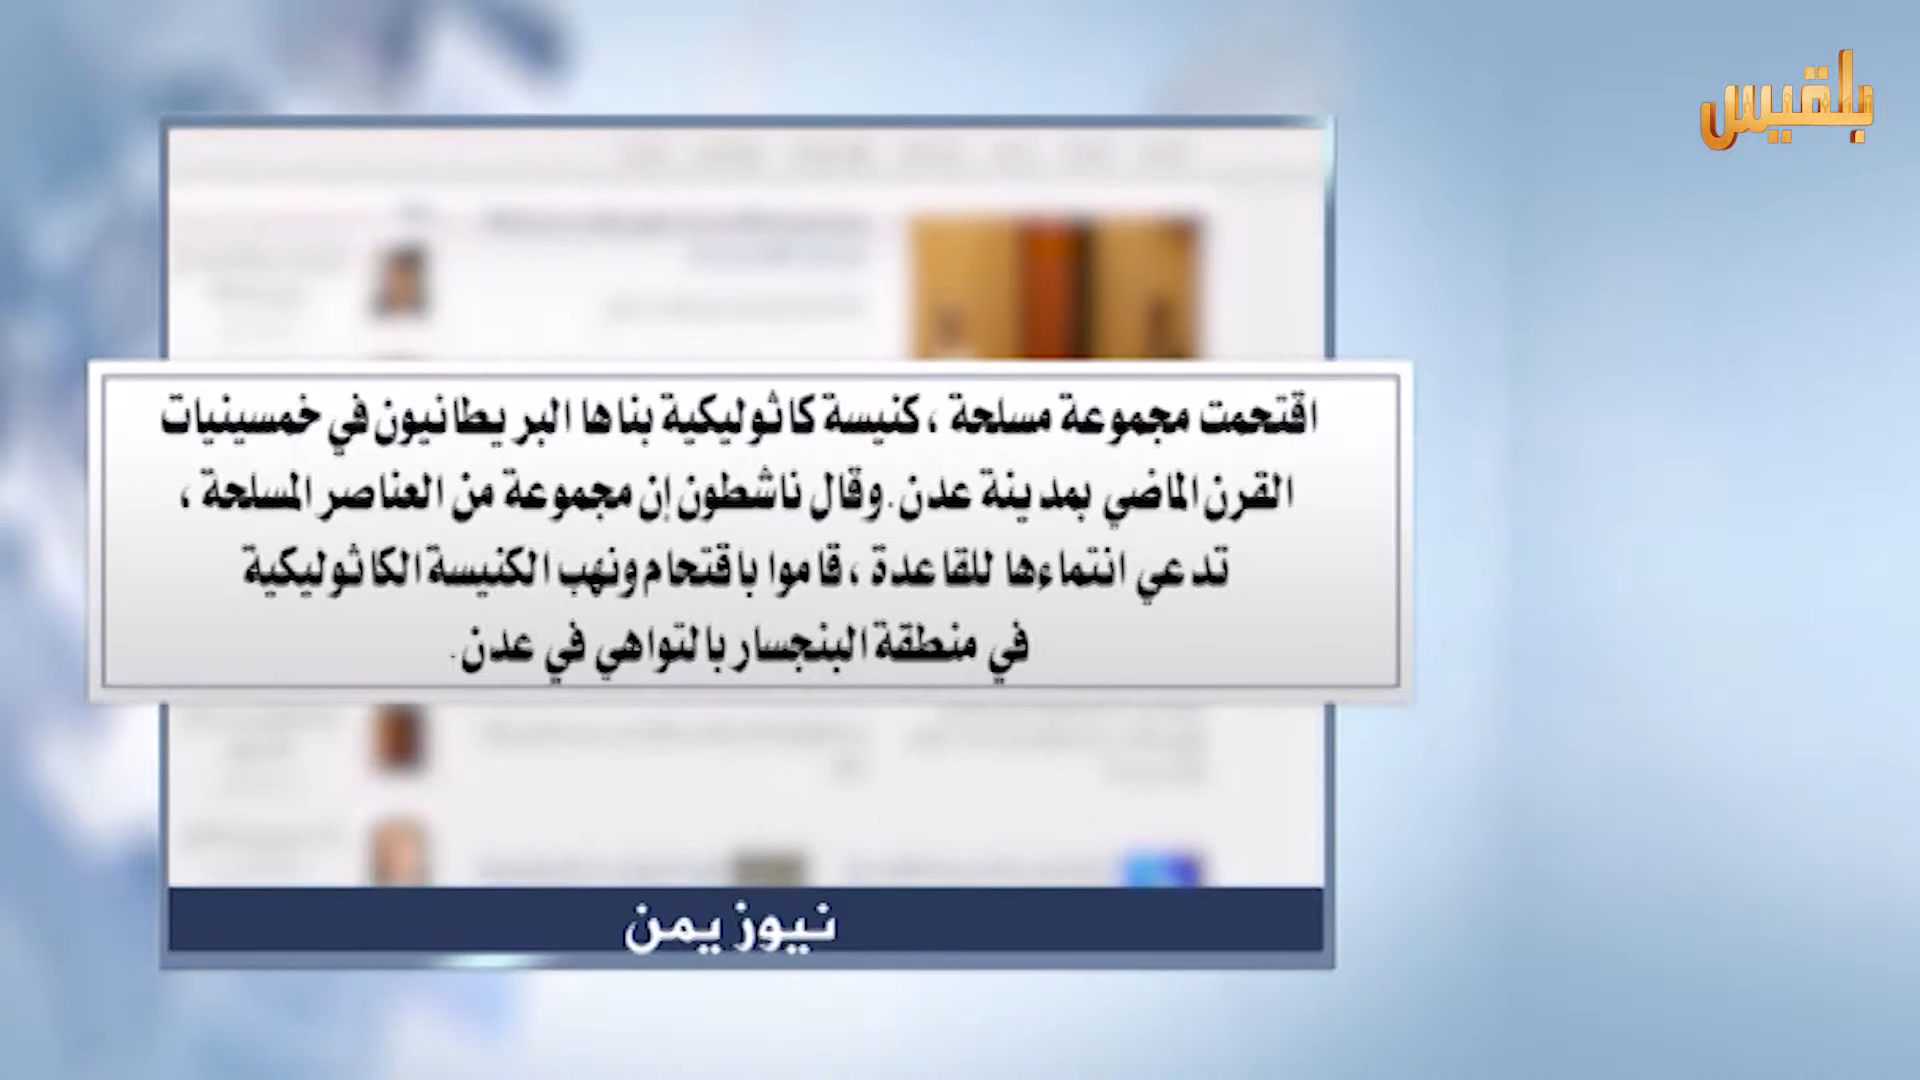 بلقيس
اقتحمت مجموعة مسلحة ، كنيسة كاثوليكية بناها البريطانيون في خمسينيات
القرن الماضي بمدينة عدن. وقال ناشطون إن مجموعة من العناصر المسلحة ،
تدعي انتماءها للقاعدة ، قاموا باقتحام ونهب الكنيسة الكاثوليكية
في منطقة البنجسار بالتواهي في عدن.
نيوز يمن